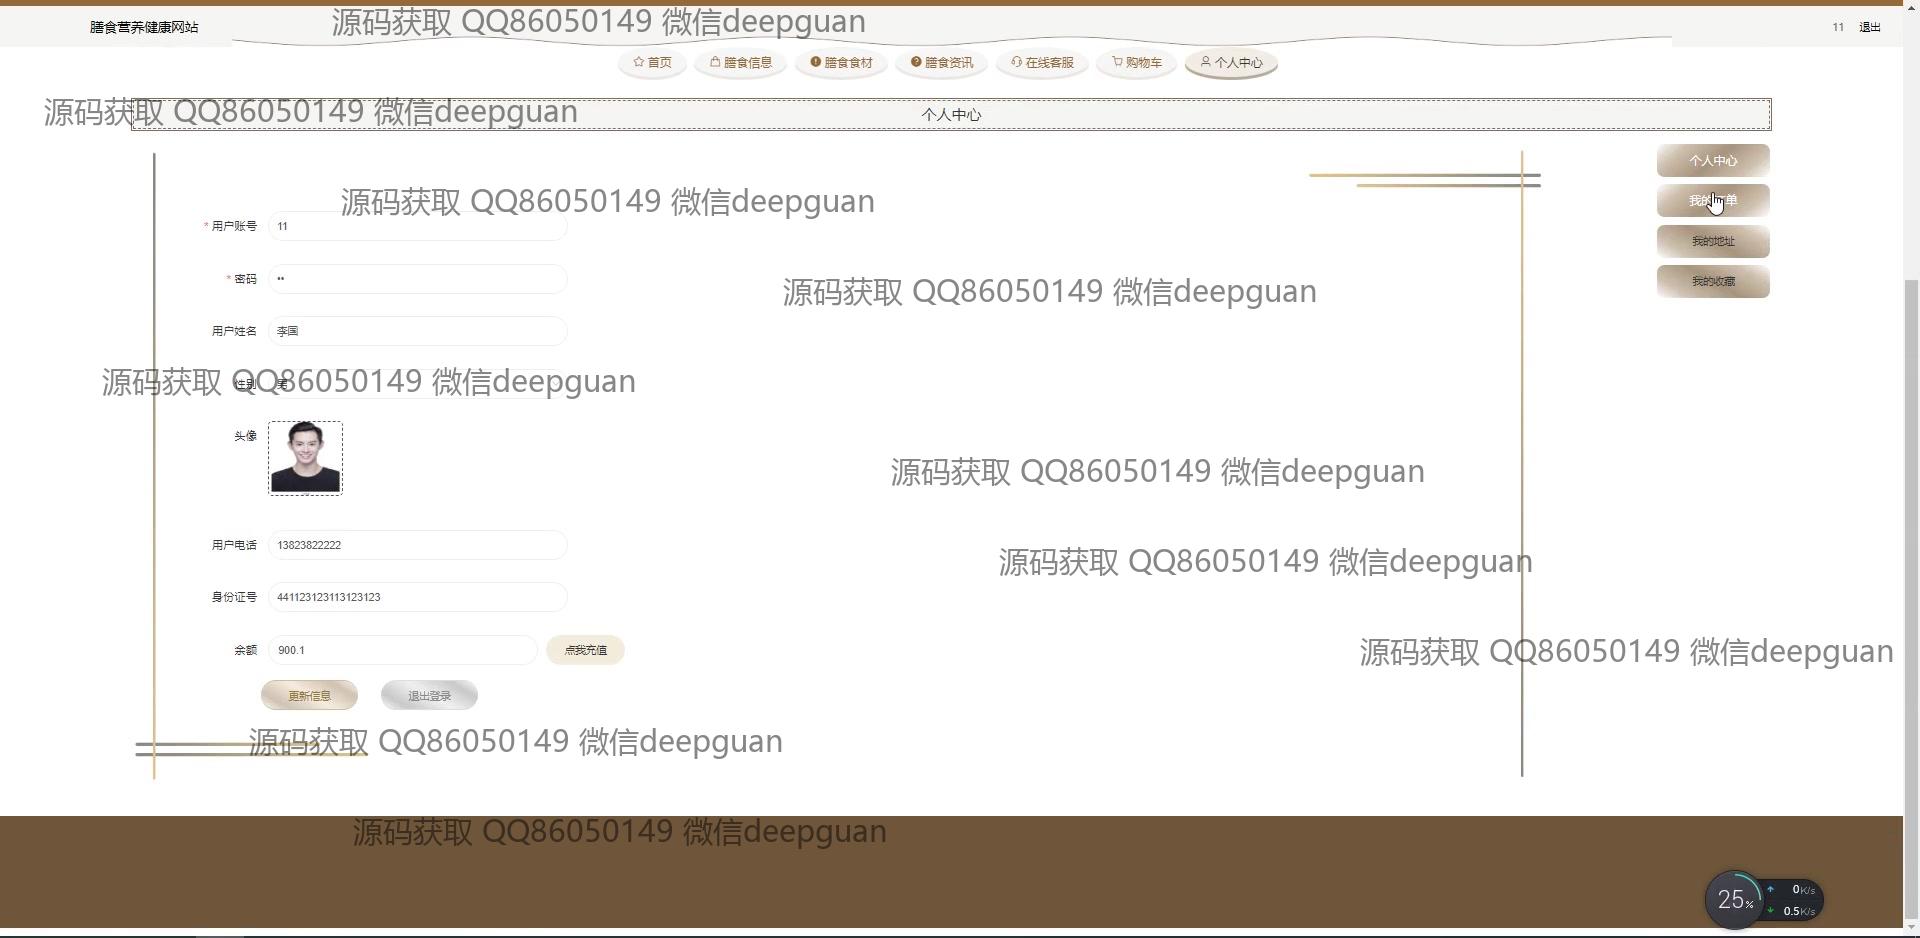 膳食营养健康网站
源码获取 QQ86050149 微信deepguan
11 退出
首页 膳食信息 膳食食材 膳食资讯 在线客服 购物车 个人中心
源码获取 QQ86050149 微信deepguan
个人中心
个人中心
源码获取 QQ86050149 微信deepguan
我的单
* 用户账号 11
我的地址
* 密码 ••
我的收藏
源码获取 QQ86050149 微信deepguan
用户姓名 李国
源码获取 QQ86050149 微信deepguan
性别 男
头像
源码获取 QQ86050149 微信deepguan
用户电话 13823822222
源码获取 QQ86050149 微信deepguan
身份证号 441123123113123123
余额 900.1 点我充值
源码获取 QQ86050149 微信deepguan
更新信息 退出登录
源码获取 QQ86050149 微信deepguan
源码获取 QQ86050149 微信deepguan
25% 0K/s
0.5K/s